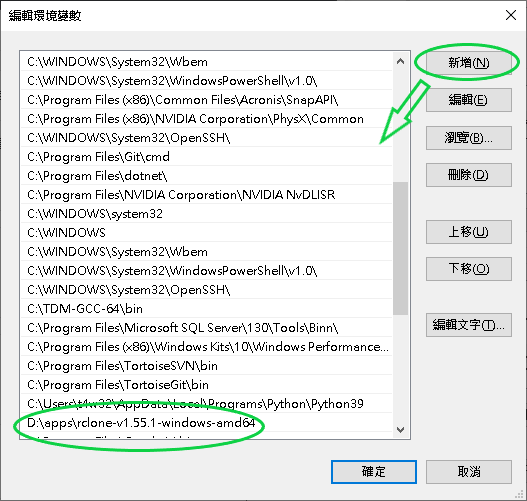 編輯環境變數
C:\WINDOWS\System32\Wbem
C:\WINDOWS\System32\WindowsPowerShell\v1.0\
C:\Program Files (x86)\Common Files\Acronis\SnapAPI\
C:\Program Files (x86)\NVIDIA Corporation\PhysX\Common
C:\WINDOWS\System32\OpenSSH\
C:\Program Files\Git\cmd
C:\Program Files\dotnet\
C:\Program Files\NVIDIA Corporation\NVIDIA NvDLISR
C:\WINDOWS\system32
C:\WINDOWS
C:\WINDOWS\System32\Wbem
C:\WINDOWS\System32\WindowsPowerShell\v1.0\
C:\WINDOWS\System32\OpenSSH\
C:\TDM-GCC-64\bin
C:\Program Files\Microsoft SQL Server\130\Tools\Binn\
C:\Program Files (x86)\Windows Kits\10\Windows Performance...
C:\Program Files\TortoiseSVN\bin
C:\Program Files\TortoiseGit\bin
C:\Users\t4w32\AppData\Local\Programs\Python\Python39
D:\apps\rclone-v1.55.1-windows-amd64
新增(N)
編輯(E)
瀏覽(B)...
刪除(D)
上移(U)
下移(O)
編輯文字(T)...
確定
取消